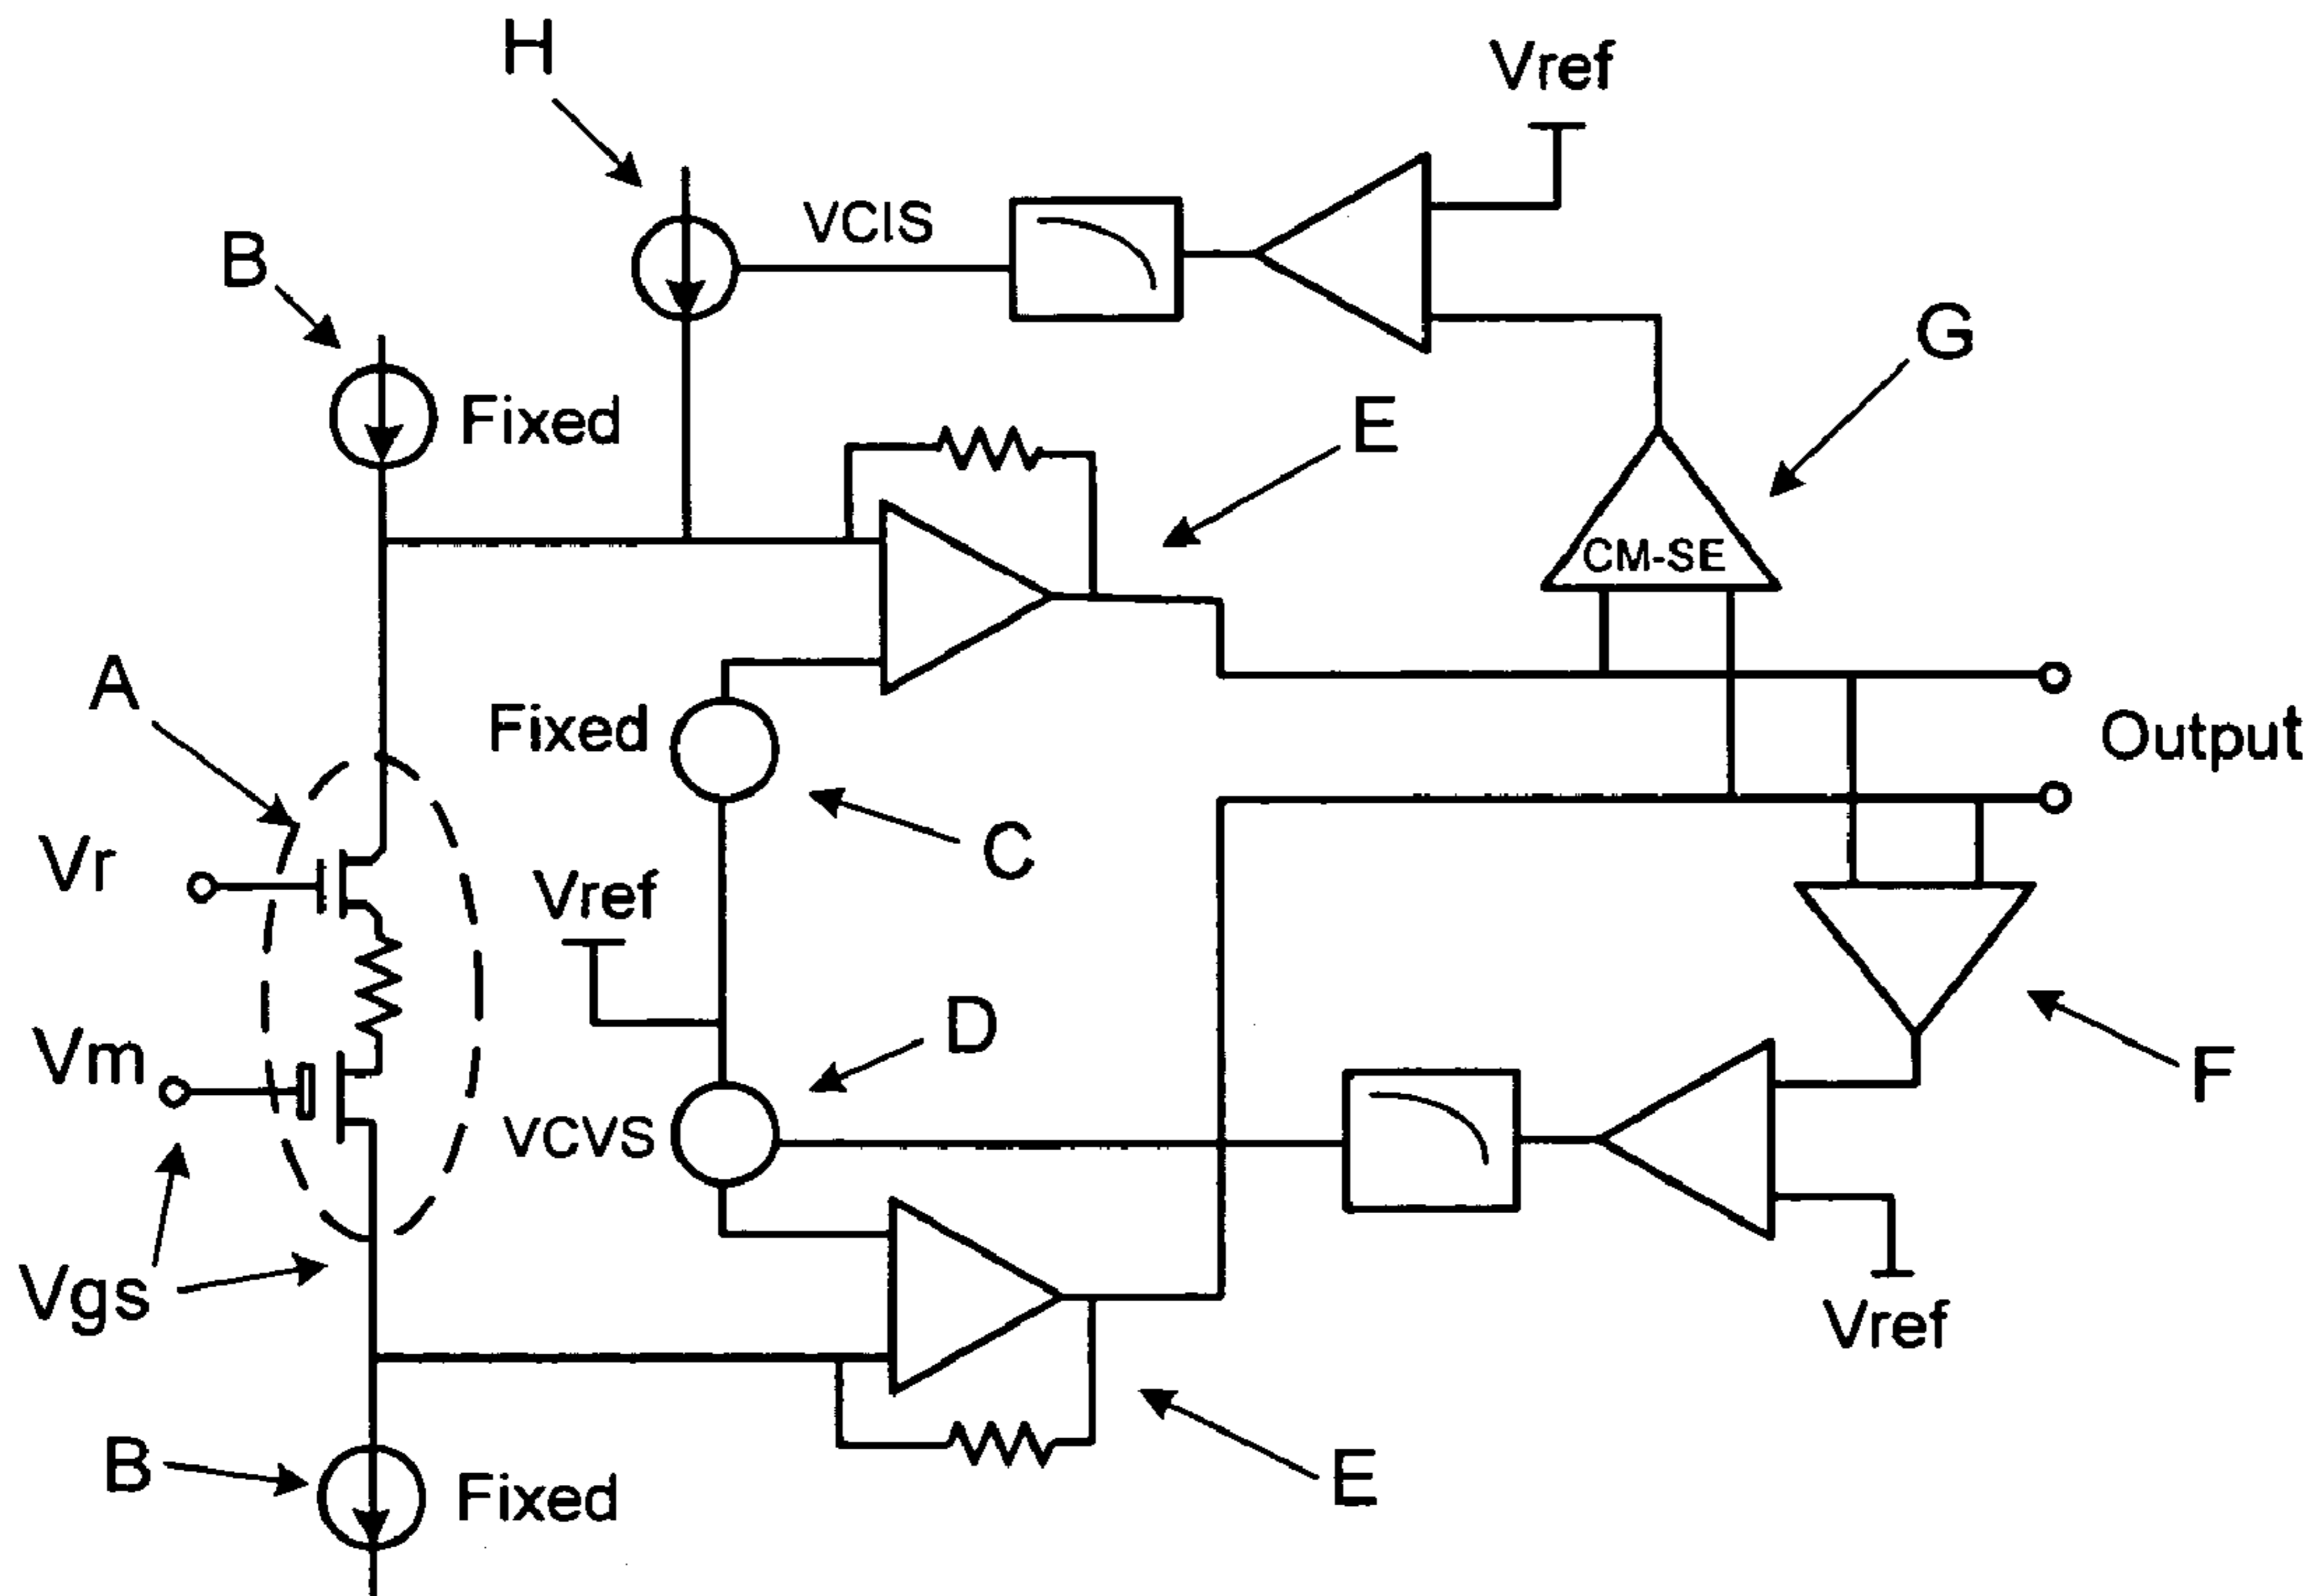 H
Vref
VCIS
B
G
Fixed
E
CM-SE
A
Fixed
Output
C
Vr
Vref
D
Vm
F
VCVS
Vgs
Vref
B
Fixed
E